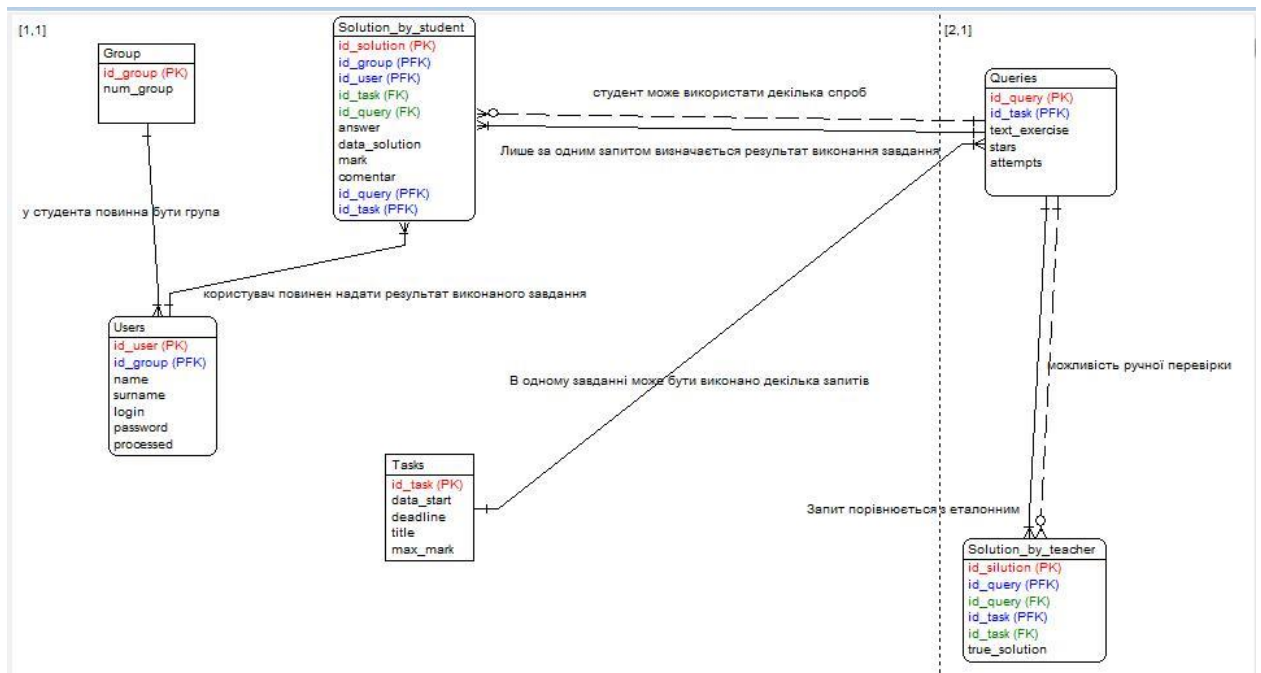 [1,1]
Group
id_group (PK)
num_group
Solution_by_student
id_solution (PK)
id_group (PFK)
id_user (PFK)
id_task (FK)
id_query (FK)
answer
data_solution
mark
comentar
id_query (PFK)
id_task (PFK)
студент може використати декілька спроб
Лише за одним запитом визначається результат виконання завдання
у студента повинна бути група
користувач повинен надати результат виконаного завдання
Users
id_user (PK)
id_group (PFK)
name
surname
login
password
processed
В одному завданні може бути виконано декілька запитів
Tasks
id_task (PK)
data_start
deadline
title
max_mark
[2,1]
Queries
id_query (PK)
id_task (PFK)
text_exercise
stars
attempts
можливість ручної перевірки
Запит порівнюється з еталонним
Solution_by_teacher
id_silution (PK)
id_query (PFK)
id_query (FK)
id_task (PFK)
id_task (FK)
true_solution